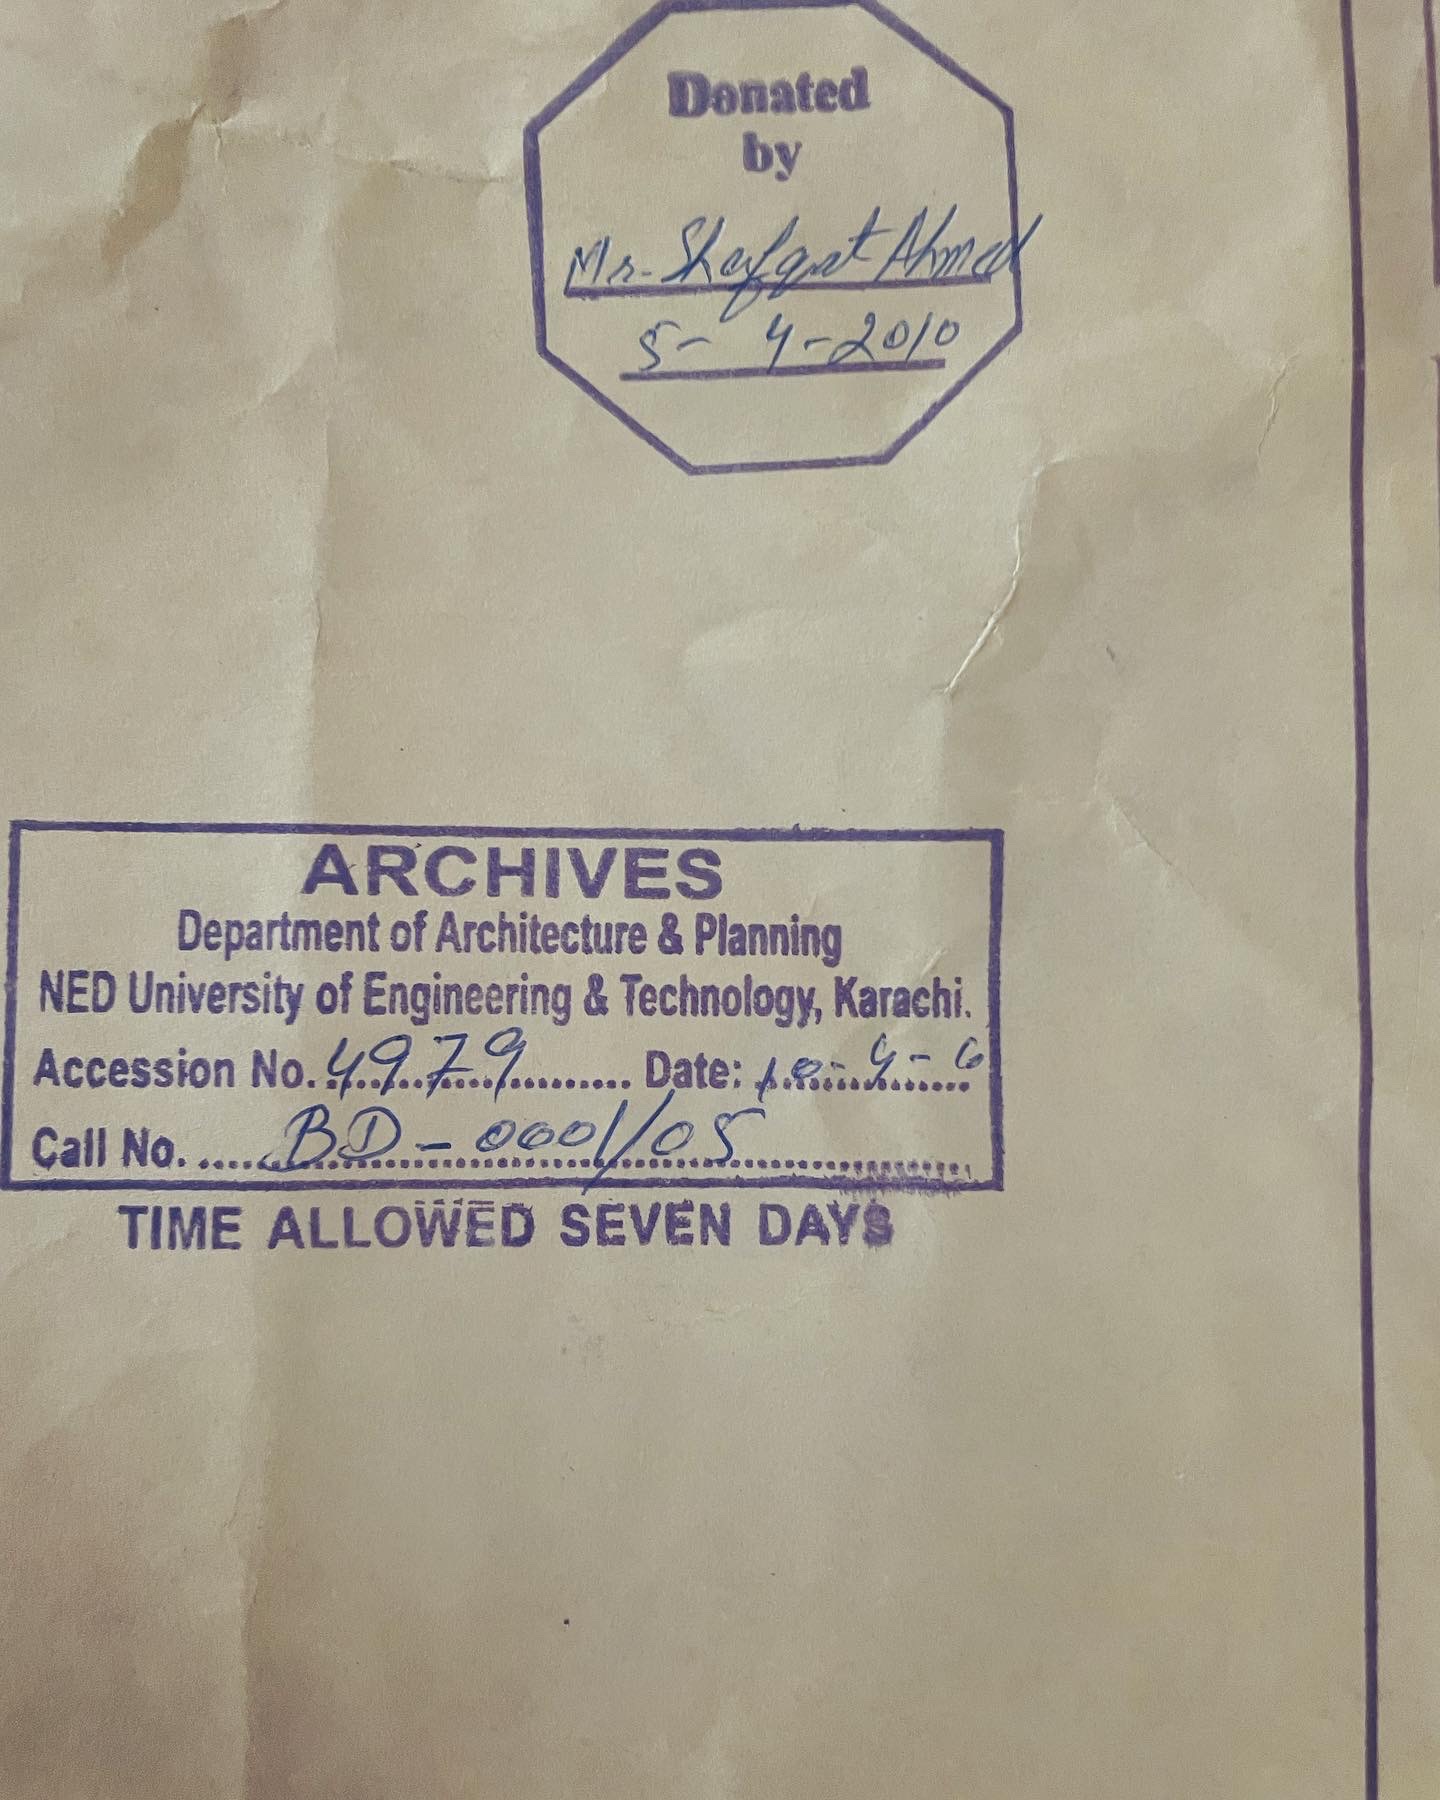 Donated
by
Mr. Shafqat Ahmed
5- 4-2010
ARCHIVES
Department of Architecture & Planning
NED University of Engineering & Technology, Karachi.
Accession No. 4979 Date:
Call No. BD-0001/05
TIME ALLOWED SEVEN DAYS